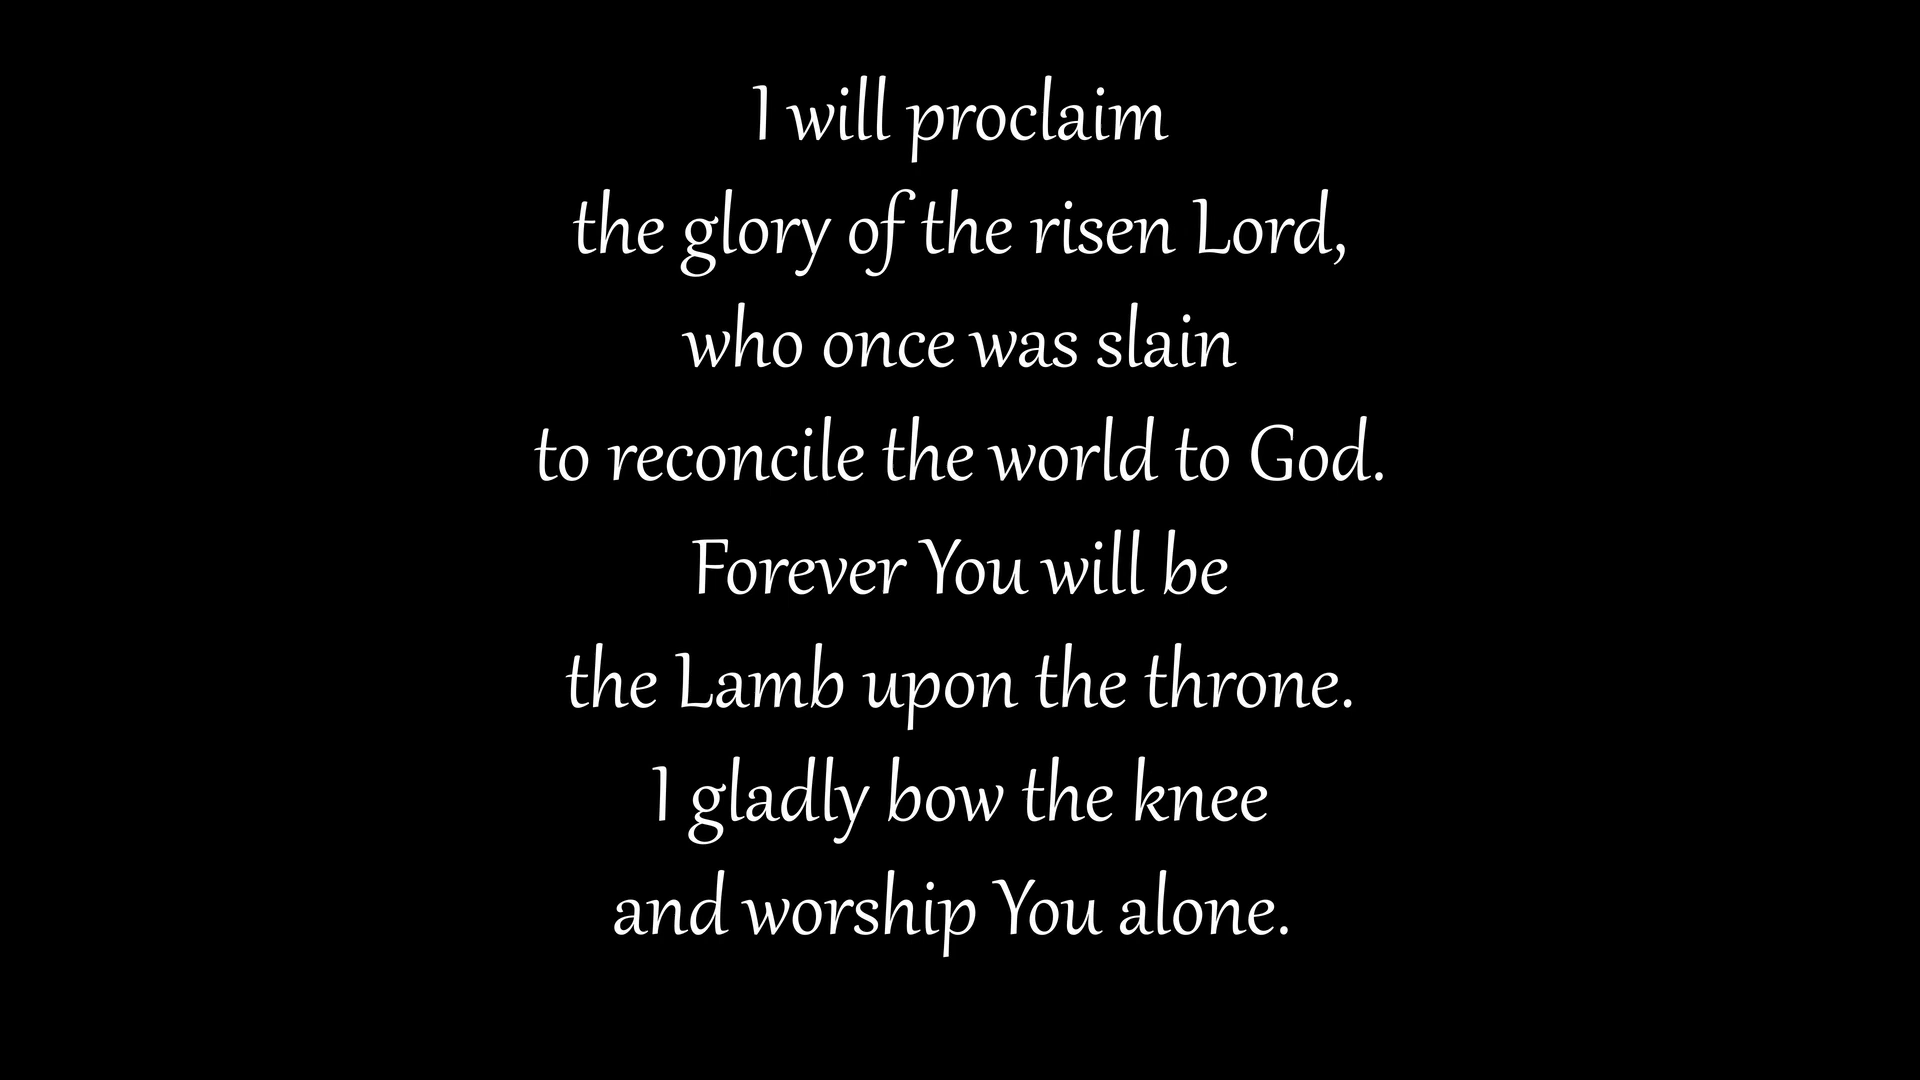 I will proclaim
the glory of the risen Lord,
who once was slain
to reconcile the world to God.
Forever You will be
the Lamb upon the throne.
I gladly bow the knee
and worship You alone.